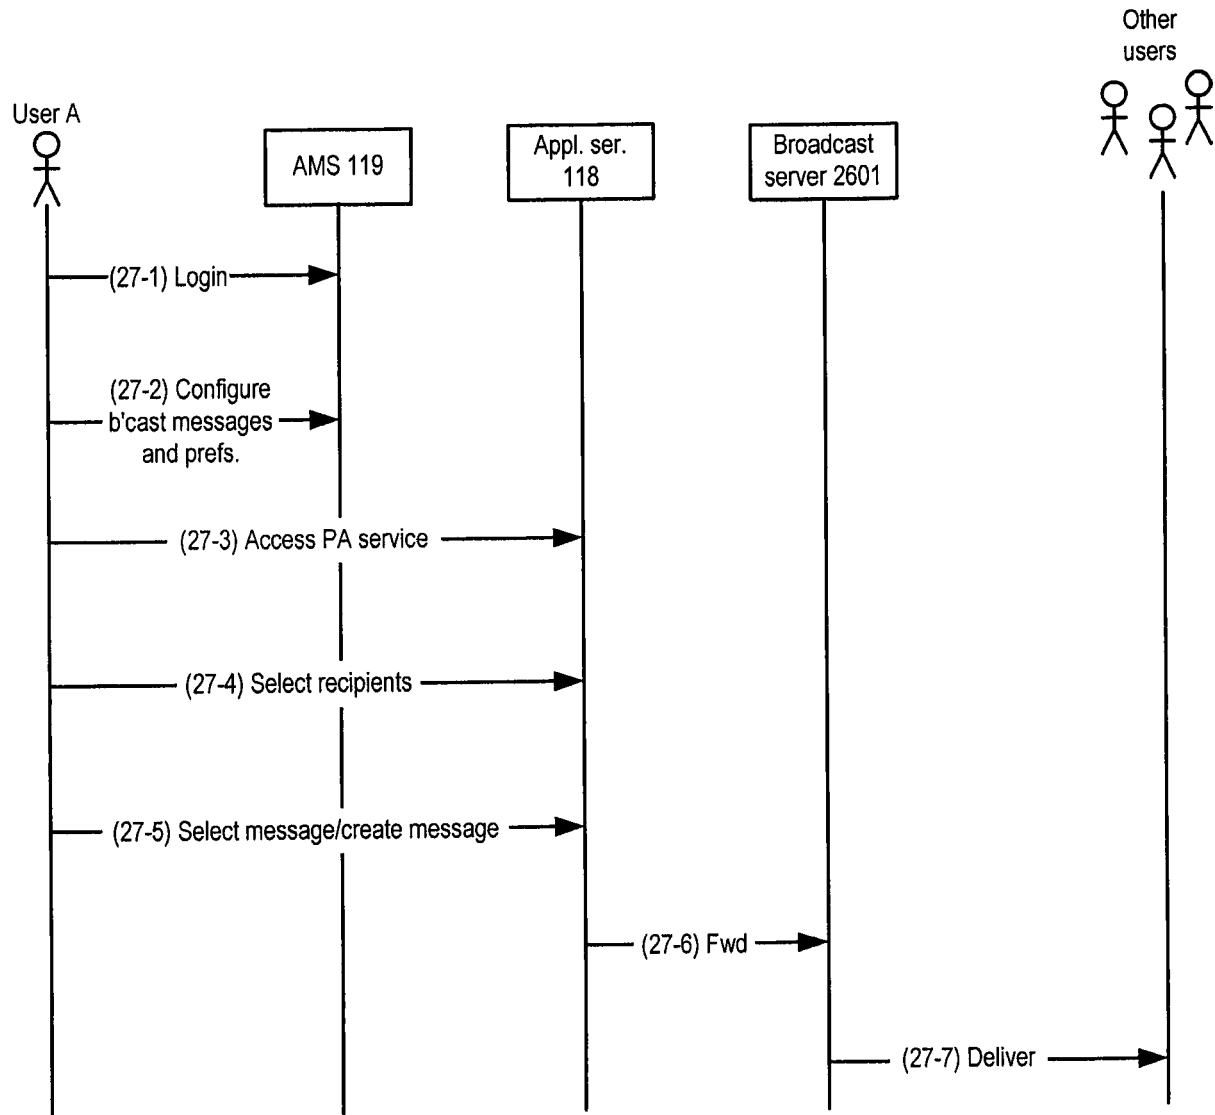 Other
users
User A
AMS 119
Appl. ser.
118
Broadcast
server 2601
(27-1) Login
(27-2) Configure
b'cast messages
and prefs.
(27-3) Access PA service
(27-4) Select recipients
(27-5) Select message/create message
(27-6) Fwd
(27-7) Deliver